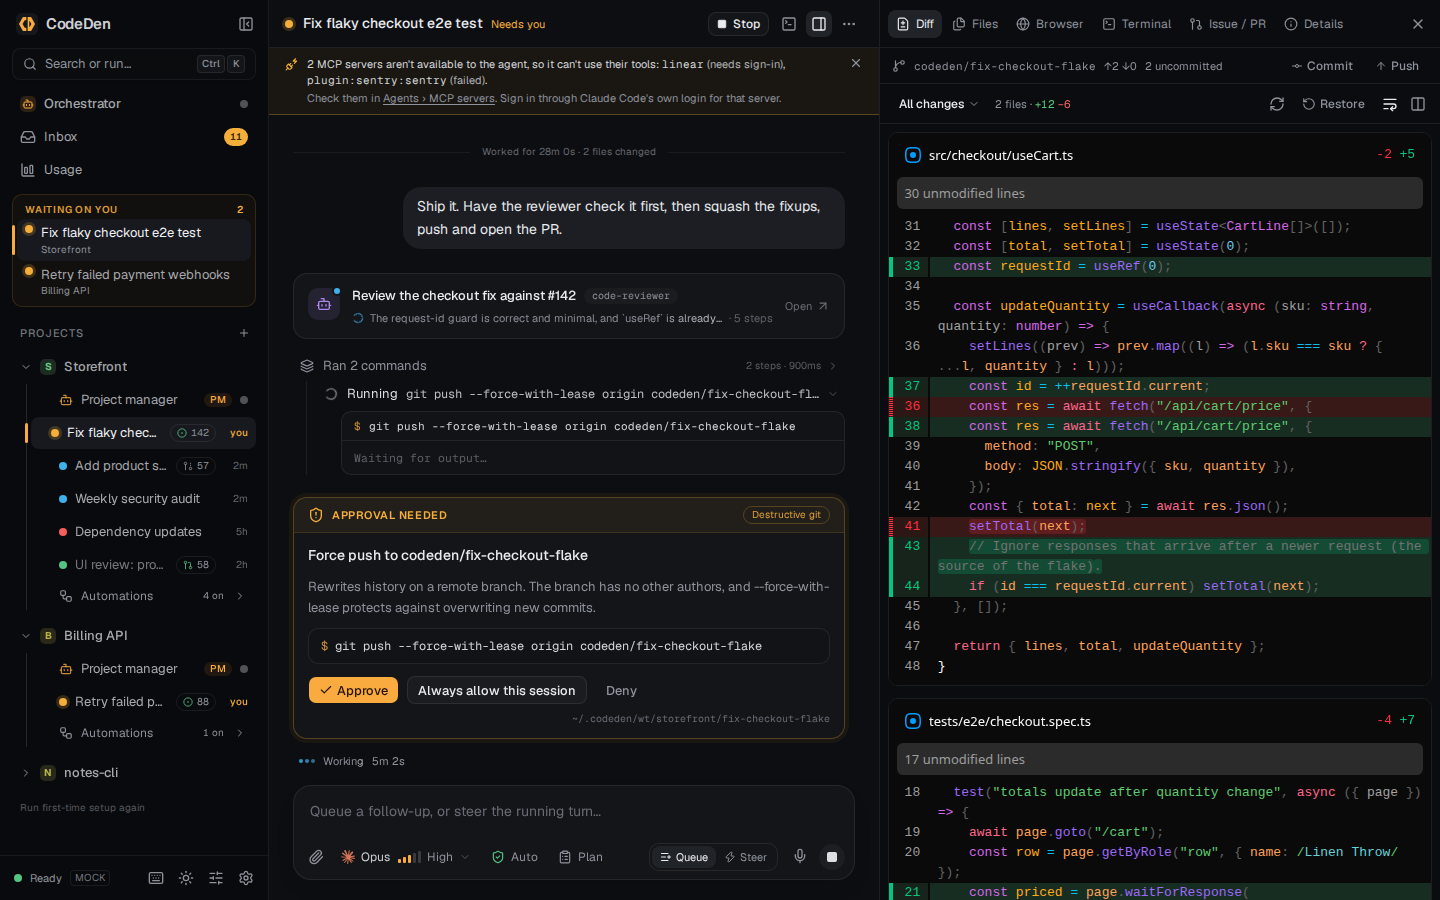 CodeDen
Search or run…
Ctrl
K
Orchestrator
Inbox
11
Usage
WAITING ON YOU
2
Fix flaky checkout e2e test
Storefront
Retry failed payment webhooks
Billing API
PROJECTS
S
Storefront
Project manager
PM
Fix flaky chec…
142
you
Add product s…
57
2m
Weekly security audit
2m
Dependency updates
5h
UI review: pro…
58
2h
Automations
4 on
B
Billing API
Project manager
PM
Retry failed p…
88
you
Automations
1 on
N
notes-cli
Run first-time setup again
Ready
MOCK
Fix flaky checkout e2e test
Needs you
Stop
2 MCP servers aren't available to the agent, so it can't use their tools: linear (needs sign-in),
plugin:sentry:sentry (failed).
Check them in Agents › MCP servers. Sign in through Claude Code's own login for that server.
Worked for 28m 0s · 2 files changed
Ship it. Have the reviewer check it first, then squash the fixups,
push and open the PR.
Review the checkout fix against #142
code-reviewer
The request-id guard is correct and minimal, and `useRef` is already…
· 5 steps
Open
Ran 2 commands
2 steps · 900ms
Running git push --force-with-lease origin codeden/fix-checkout-fl…
$ git push --force-with-lease origin codeden/fix-checkout-flake
Waiting for output…
APPROVAL NEEDED
Destructive git
Force push to codeden/fix-checkout-flake
Rewrites history on a remote branch. The branch has no other authors, and --force-with-
lease protects against overwriting new commits.
$ git push --force-with-lease origin codeden/fix-checkout-flake
Approve
Always allow this session
Deny
~/.codeden/wt/storefront/fix-checkout-flake
Working 5m 2s
Queue a follow-up, or steer the running turn…
Opus
High
Auto
Plan
Queue
Steer
Diff
Files
Browser
Terminal
Issue / PR
Details
codeden/fix-checkout-flake ↑2 ↓0 2 uncommitted
Commit
Push
All changes
2 files · +12 −6
Restore
src/checkout/useCart.ts
-2 +5
30 unmodified lines
31 const [lines, setLines] = useState<CartLine[]>([]);
32 const [total, setTotal] = useState(0);
33 const requestId = useRef(0);
34
35 const updateQuantity = useCallback(async (sku: string,
quantity: number) => {
36 setLines((prev) => prev.map((l) => (l.sku === sku ? {
...l, quantity } : l)));
37 const id = ++requestId.current;
36 const res = await fetch("/api/cart/price", {
38 const res = await fetch("/api/cart/price", {
39 method: "POST",
40 body: JSON.stringify({ sku, quantity }),
41 });
42 const { total: next } = await res.json();
41 setTotal(next);
43 // Ignore responses that arrive after a newer request (the
source of the flake).
44 if (id === requestId.current) setTotal(next);
45 }, []);
46
47 return { lines, total, updateQuantity };
48 }
tests/e2e/checkout.spec.ts
-4 +7
17 unmodified lines
18 test("totals update after quantity change", async ({ page })
=> {
19 await page.goto("/cart");
20 const row = page.getByRole("row", { name: /Linen Throw/
});
21 const priced = page.waitForResponse(